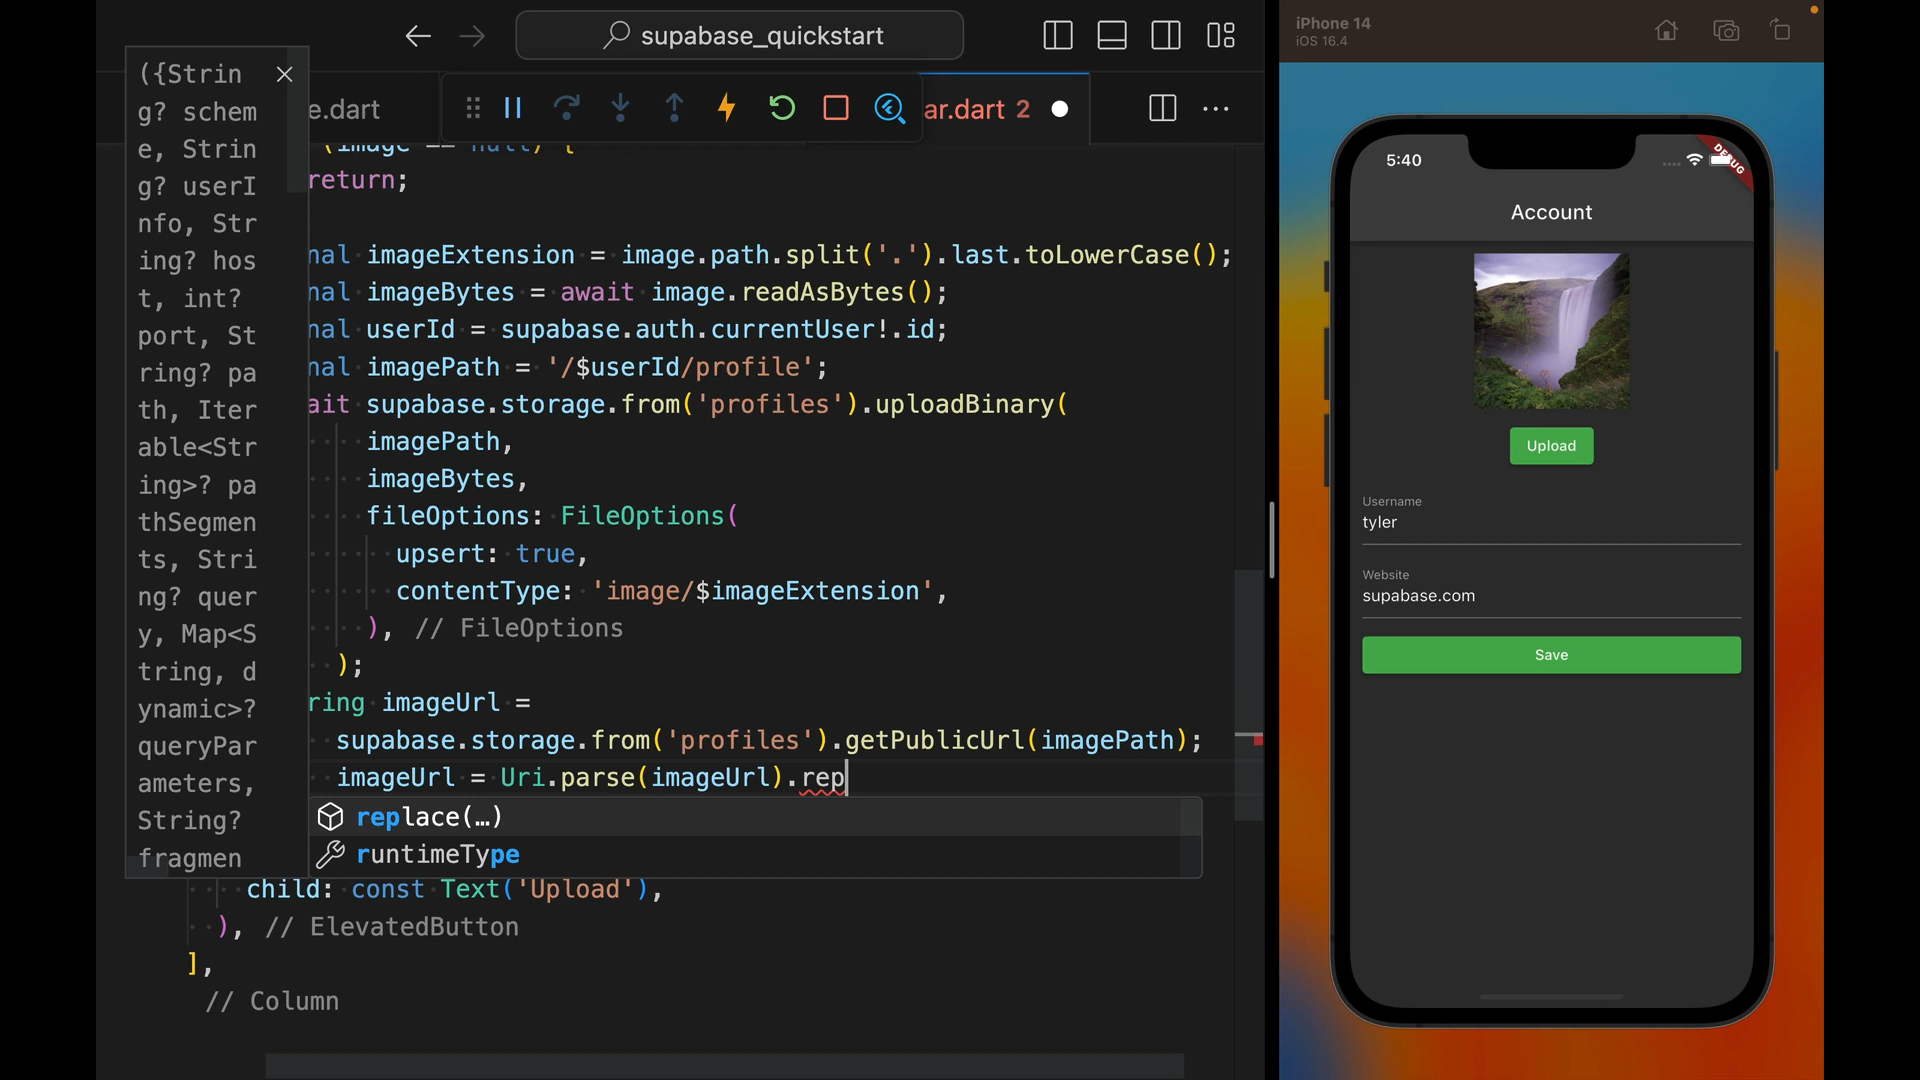 supabase_quickstart
e.dart
ar.dart 2
({Strin
g? schem
e, Strin
g? userI
nfo, Str
ing? hos
t, int?
port, St
ring? pa
th, Iter
able<Str
ing>? pa
thSegmen
ts, Stri
ng? quer
y, Map<S
tring, d
ynamic>?
queryPar
ameters,
String?
fragmen
(image == null) {
return;
nal imageExtension = image.path.split('.').last.toLowerCase();
nal imageBytes = await image.readAsBytes();
nal userId = supabase.auth.currentUser!.id;
nal imagePath = '/$userId/profile';
ait supabase.storage.from('profiles').uploadBinary(
imagePath,
imageBytes,
fileOptions: FileOptions(
upsert: true,
contentType: 'image/$imageExtension',
), // FileOptions
);
ring imageUrl =
supabase.storage.from('profiles').getPublicUrl(imagePath);
imageUrl = Uri.parse(imageUrl).rep
replace(…)
runtimeType
child: const Text('Upload'),
), // ElevatedButton
],
// Column
iPhone 14
iOS 16.4
5:40
DEBUG
Account
Upload
Username
tyler
Website
supabase.com
Save